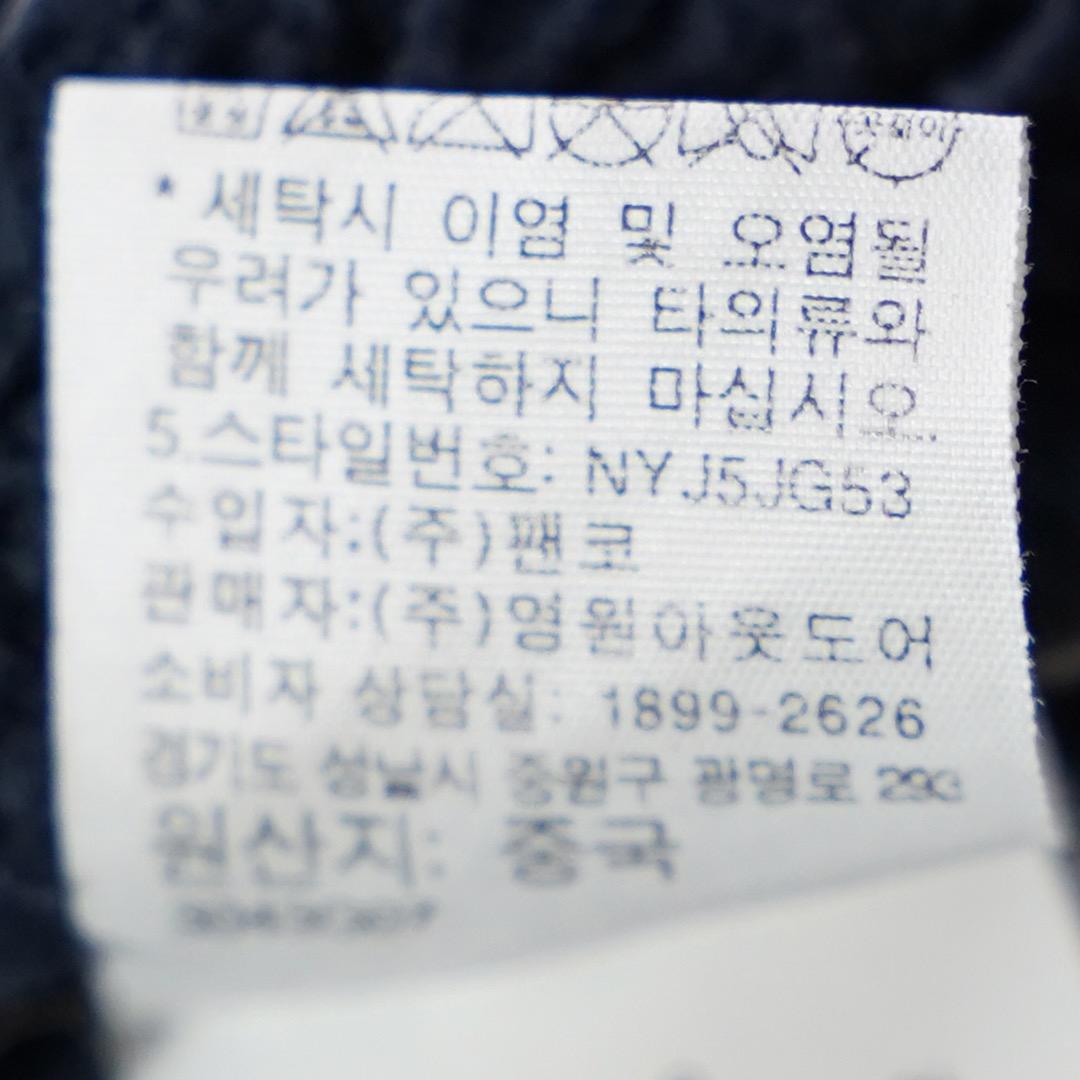 * 세탁시 이염 및 오염될
우려가 있으니 타의류와
함께 세탁하지 마십시오.
5.스타일번호: NYJ5JG53
수입자:(주)팬코
판매자:(주)영원아웃도어
소비자 상담실: 1899-2626
경기도 성남시 중원구 광명로 293
원산지: 중국